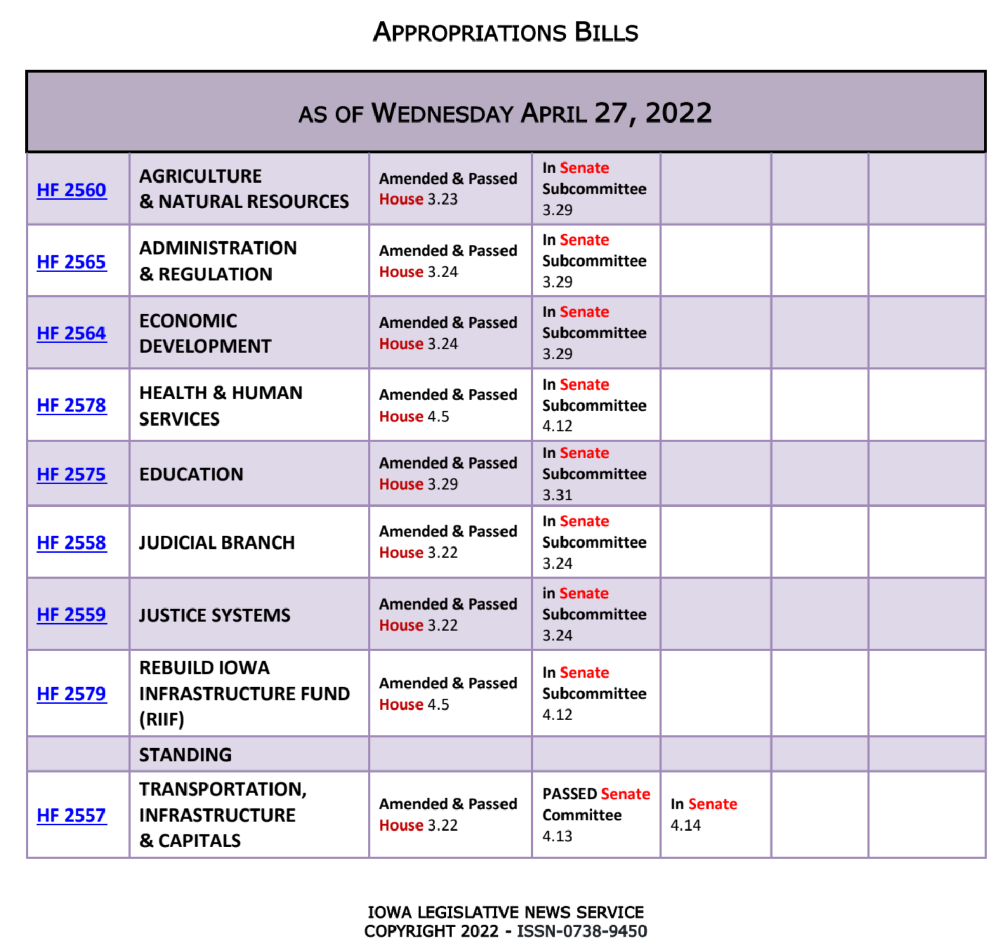 APPROPRIATIONS BILLS
AS OF WEDNESDAY APRIL 27, 2022
HF 2560
AGRICULTURE
& NATURAL RESOURCES
Amended & Passed
House 3.23
In Senate
Subcommittee
3.29
HF 2565
ADMINISTRATION
& REGULATION
Amended & Passed
House 3.24
In Senate
Subcommittee
3.29
HF 2564
ECONOMIC
DEVELOPMENT
Amended & Passed
House 3.24
In Senate
Subcommittee
3.29
HF 2578
HEALTH & HUMAN
SERVICES
Amended & Passed
House 4.5
In Senate
Subcommittee
4.12
HF 2575
EDUCATION
Amended & Passed
House 3.29
In Senate
Subcommittee
3.31
HF 2558
JUDICIAL BRANCH
Amended & Passed
House 3.22
In Senate
Subcommittee
3.24
HF 2559
JUSTICE SYSTEMS
Amended & Passed
House 3.22
in Senate
Subcommittee
3.24
HF 2579
REBUILD IOWA
INFRASTRUCTURE FUND
(RIIF)
Amended & Passed
House 4.5
In Senate
Subcommittee
4.12
STANDING
HF 2557
TRANSPORTATION,
INFRASTRUCTURE
& CAPITALS
Amended & Passed
House 3.22
PASSED Senate
Committee
4.13
In Senate
4.14
IOWA LEGISLATIVE NEWS SERVICE
COPYRIGHT 2022 - ISSN-0738-9450